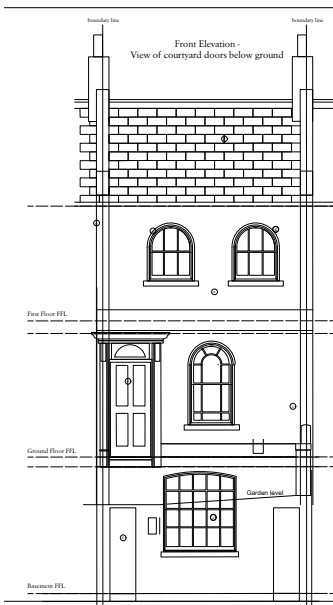 boundary line
boundary line
Front Elevation -
View of courtyard doors below ground
First Floor FFL
Ground Floor FFL
Garden level
Basement FFL